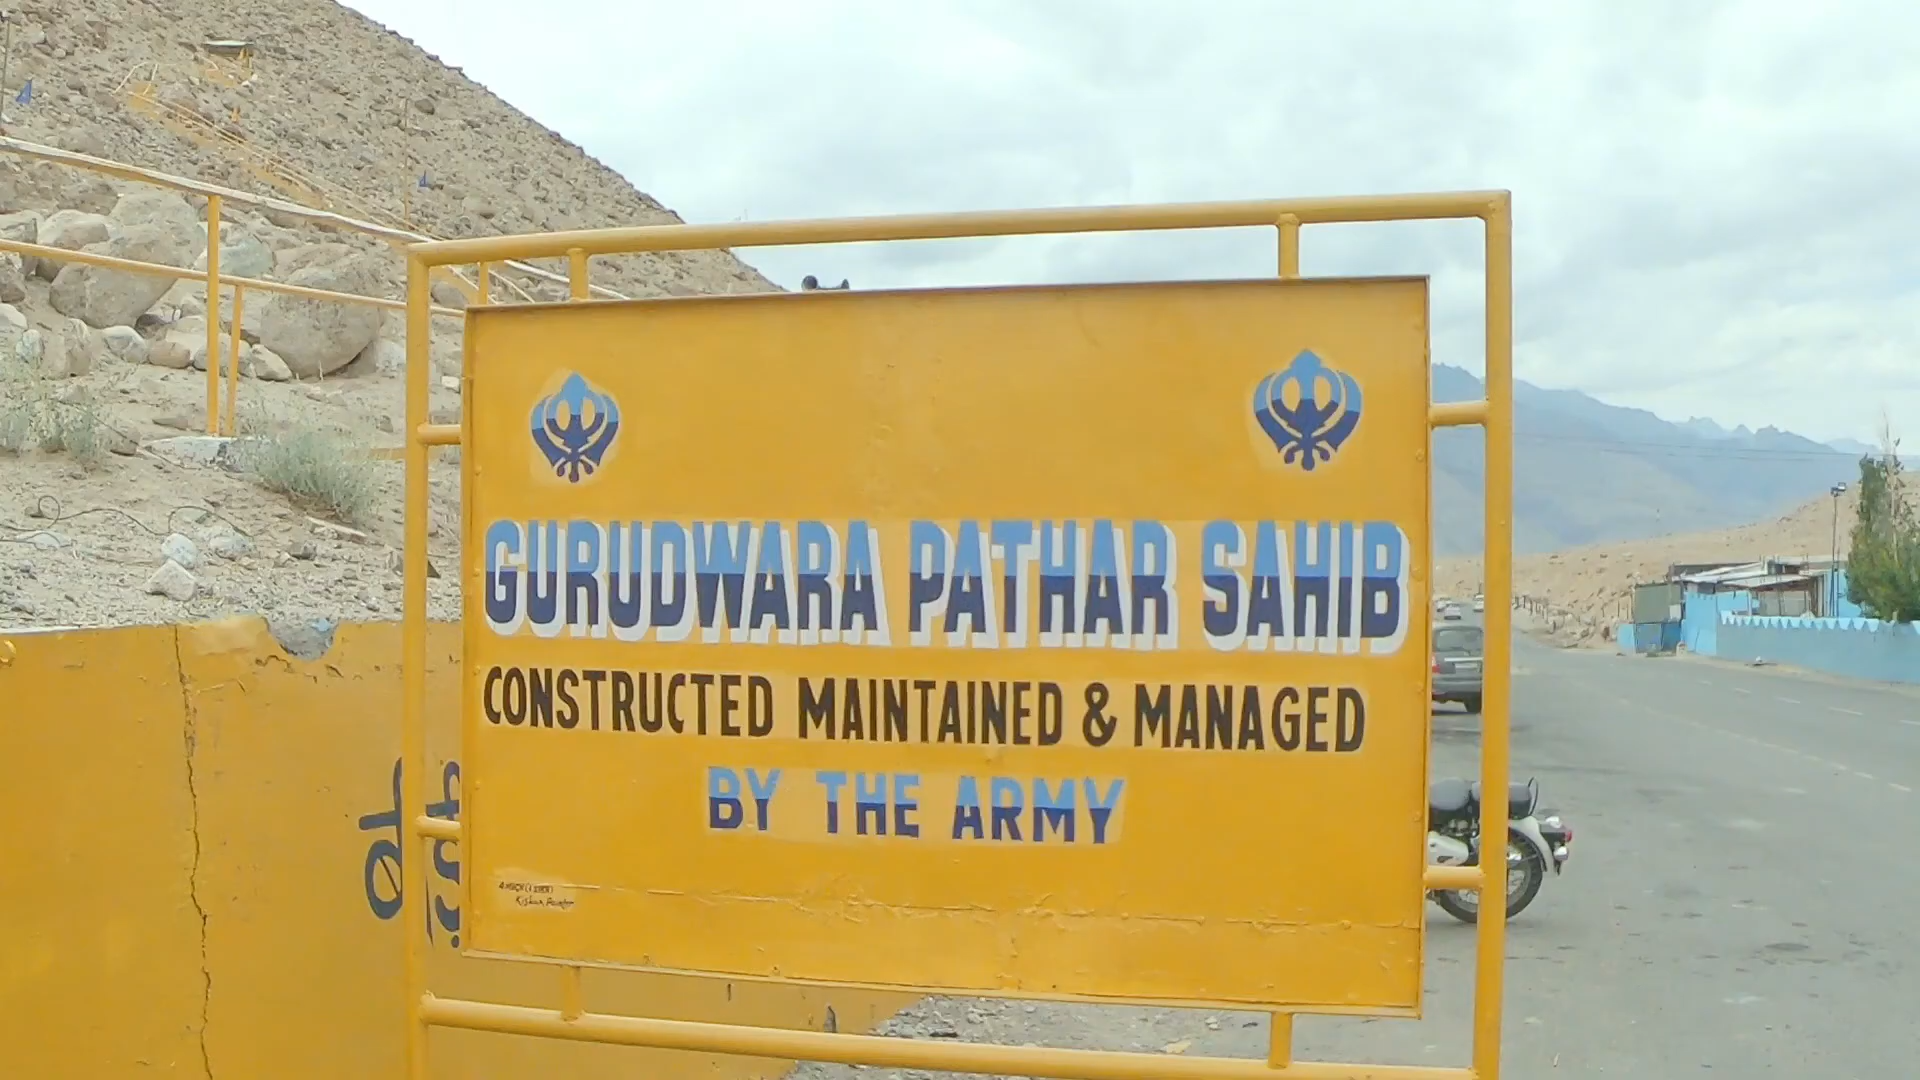 GURUDWARA PATHAR SAHIB
CONSTRUCTED MAINTAINED & MANAGED
BY THE ARMY